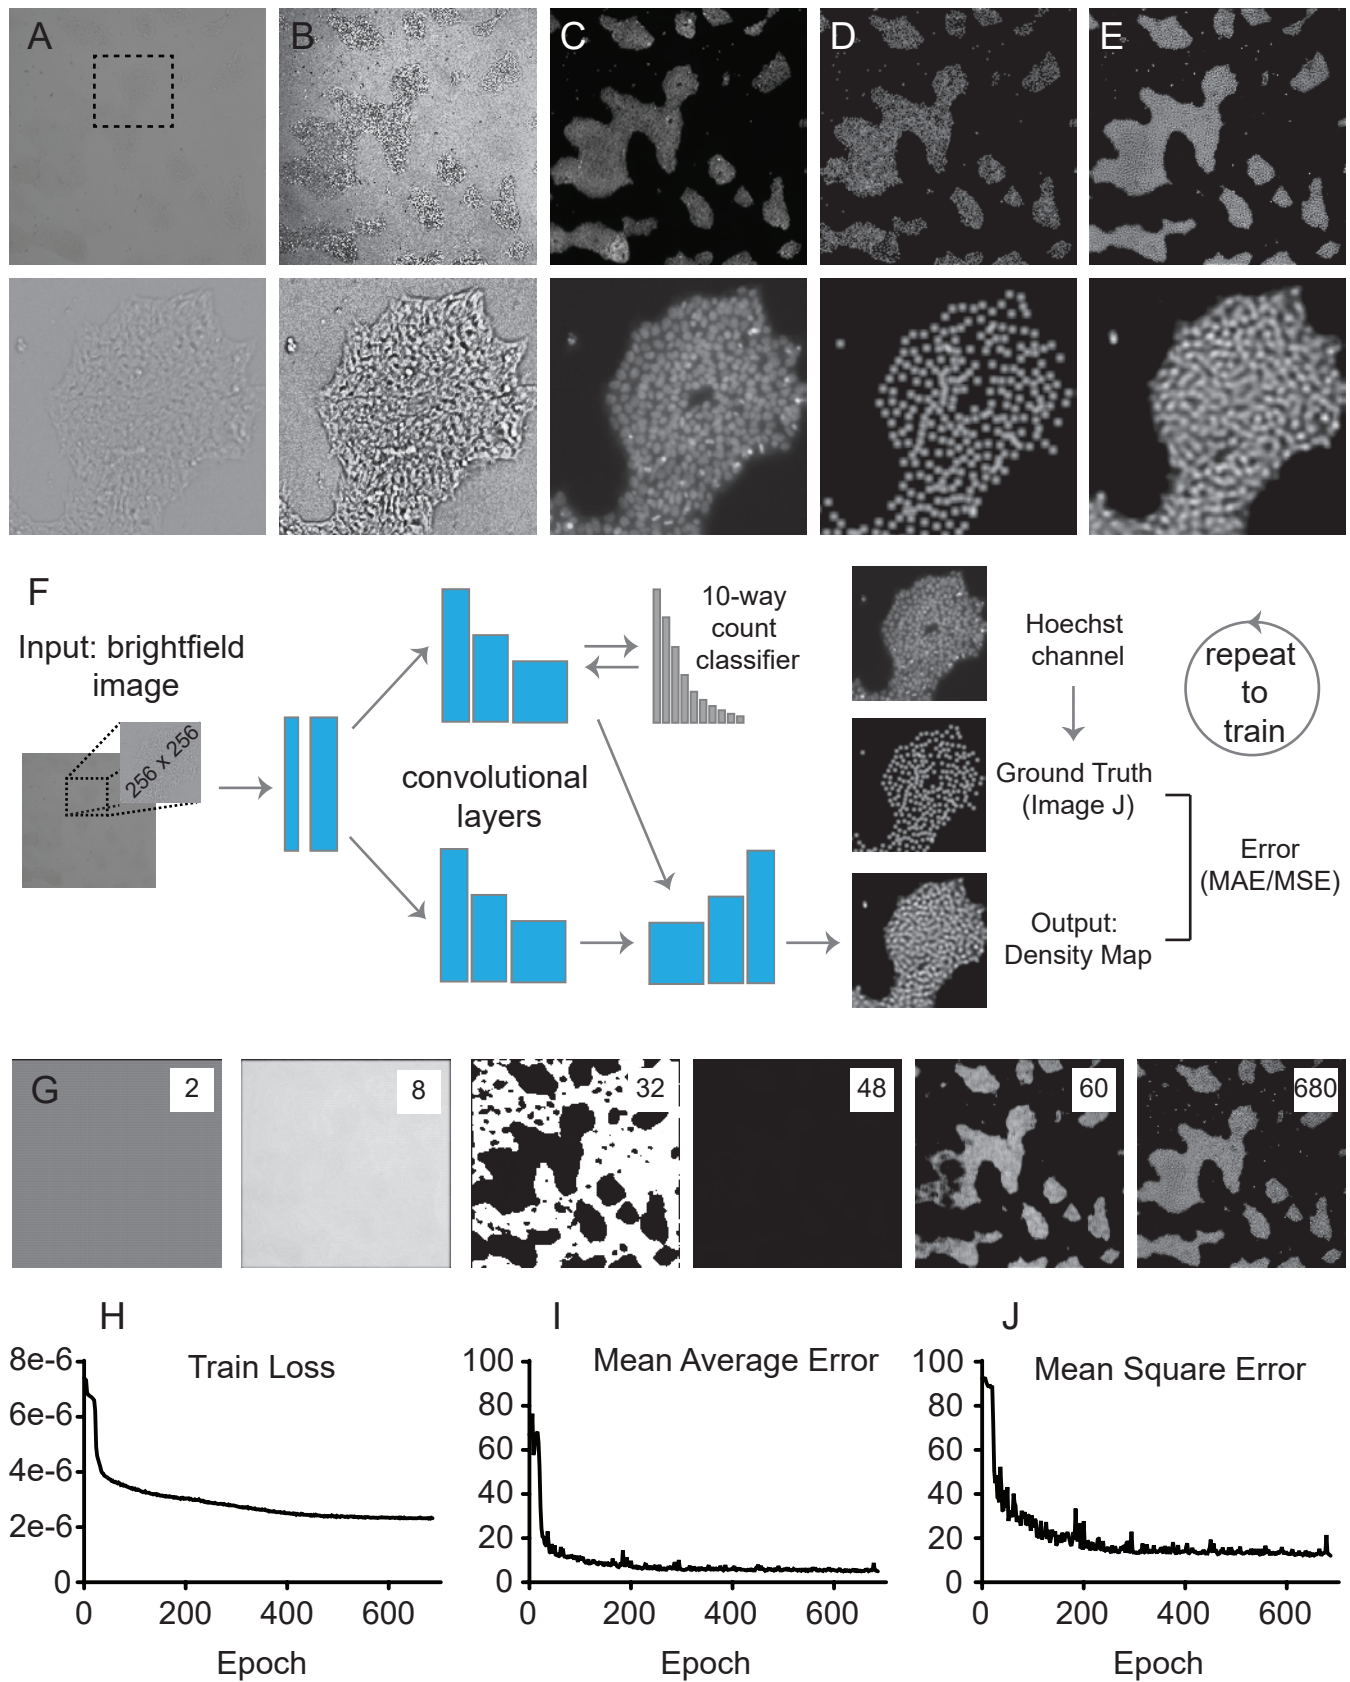 A
B
C
D
E
F
Input: brightfield
image
256 x 256
convolutional
layers
10-way
count
classifier
Hoechst
channel
Ground Truth
(Image J)
Output:
Density Map
Error
(MAE/MSE)
repeat
to
train
G
2
8
32
48
60
680
H
Train Loss
8e-6
6e-6
4e-6
2e-6
0
0
200
400
600
Epoch
I
Mean Average Error
100
80
60
40
20
0
0
200
400
600
Epoch
J
Mean Square Error
100
80
60
40
20
0
0
200
400
600
Epoch